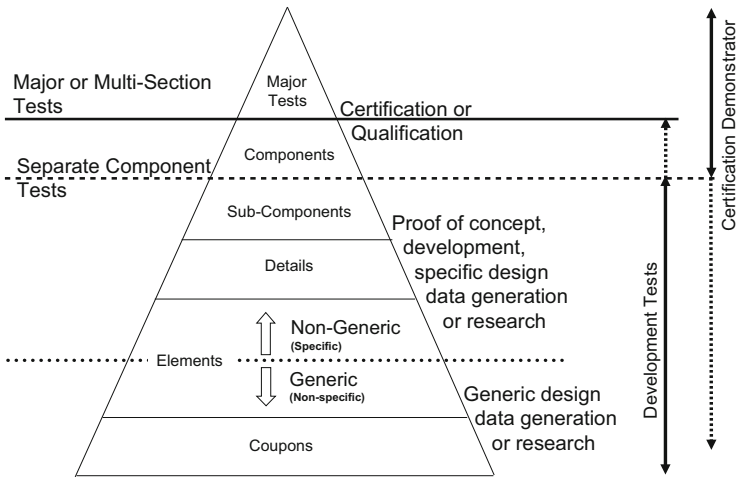 Major or Multi-Section
Tests
Major
Tests
Certification or
Qualification
Components
Separate Component
Tests
Sub-Components
Proof of concept,
development,
specific design
data generation
or research
Details
Non-Generic
(Specific)
Elements
Generic
(Non-specific)
Generic design
data generation
or research
Coupons
Development Tests
Certification Demonstrator